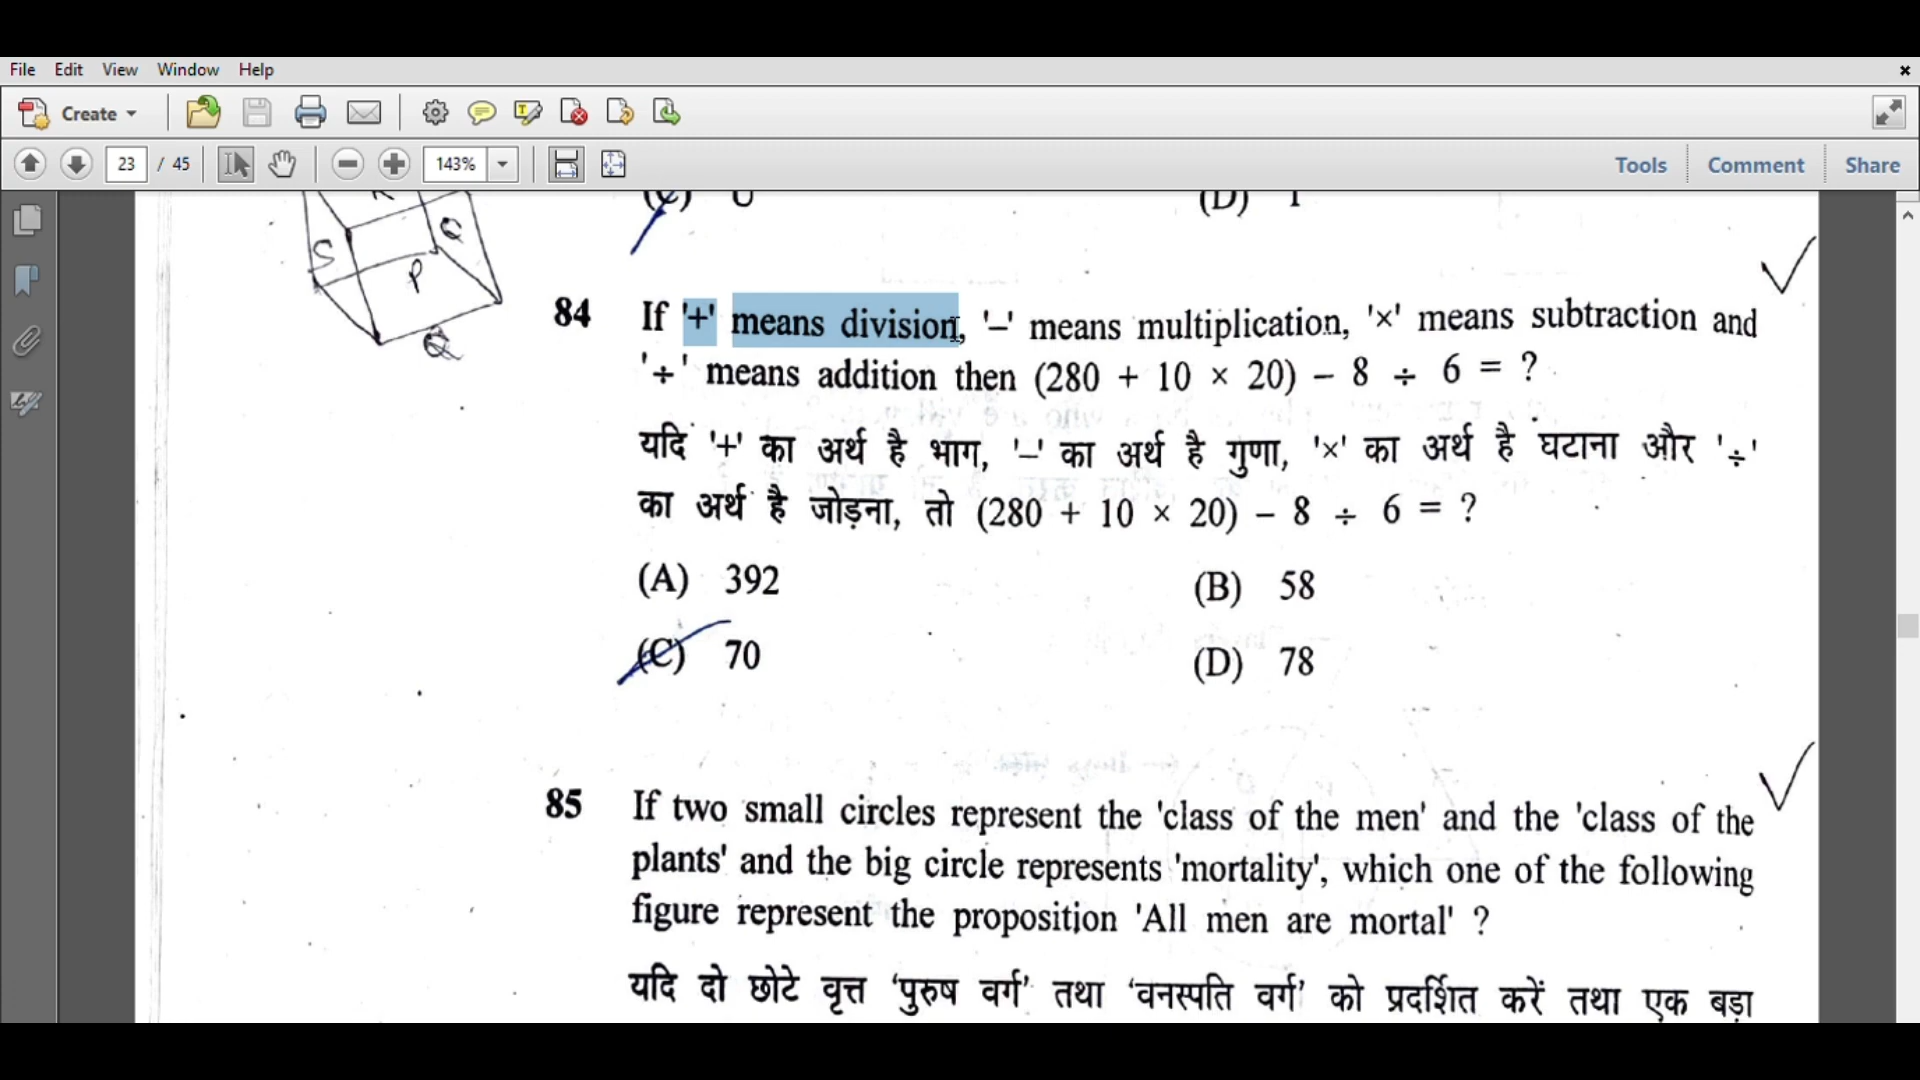 File Edit View Window Help
Create
23 / 45 143% Tools Comment Share
(C) U (D) T
S Q
P
84 If '+' means division, '–' means multiplication, '×' means subtraction and
'÷' means addition then (280 + 10 × 20) – 8 ÷ 6 = ?
यदि '+' का अर्थ है भाग, '–' का अर्थ है गुणा, '×' का अर्थ है घटाना और '÷'
का अर्थ है जोड़ना, तो (280 + 10 × 20) – 8 ÷ 6 = ?
(A) 392 (B) 58
(C) 70 (D) 78
85 If two small circles represent the 'class of the men' and the 'class of the
plants' and the big circle represents 'mortality', which one of the following
figure represent the proposition 'All men are mortal' ?
यदि दो छोटे वृत्त ‘पुरुष वर्ग’ तथा ‘वनस्पति वर्ग’ को प्रदर्शित करें तथा एक बड़ा